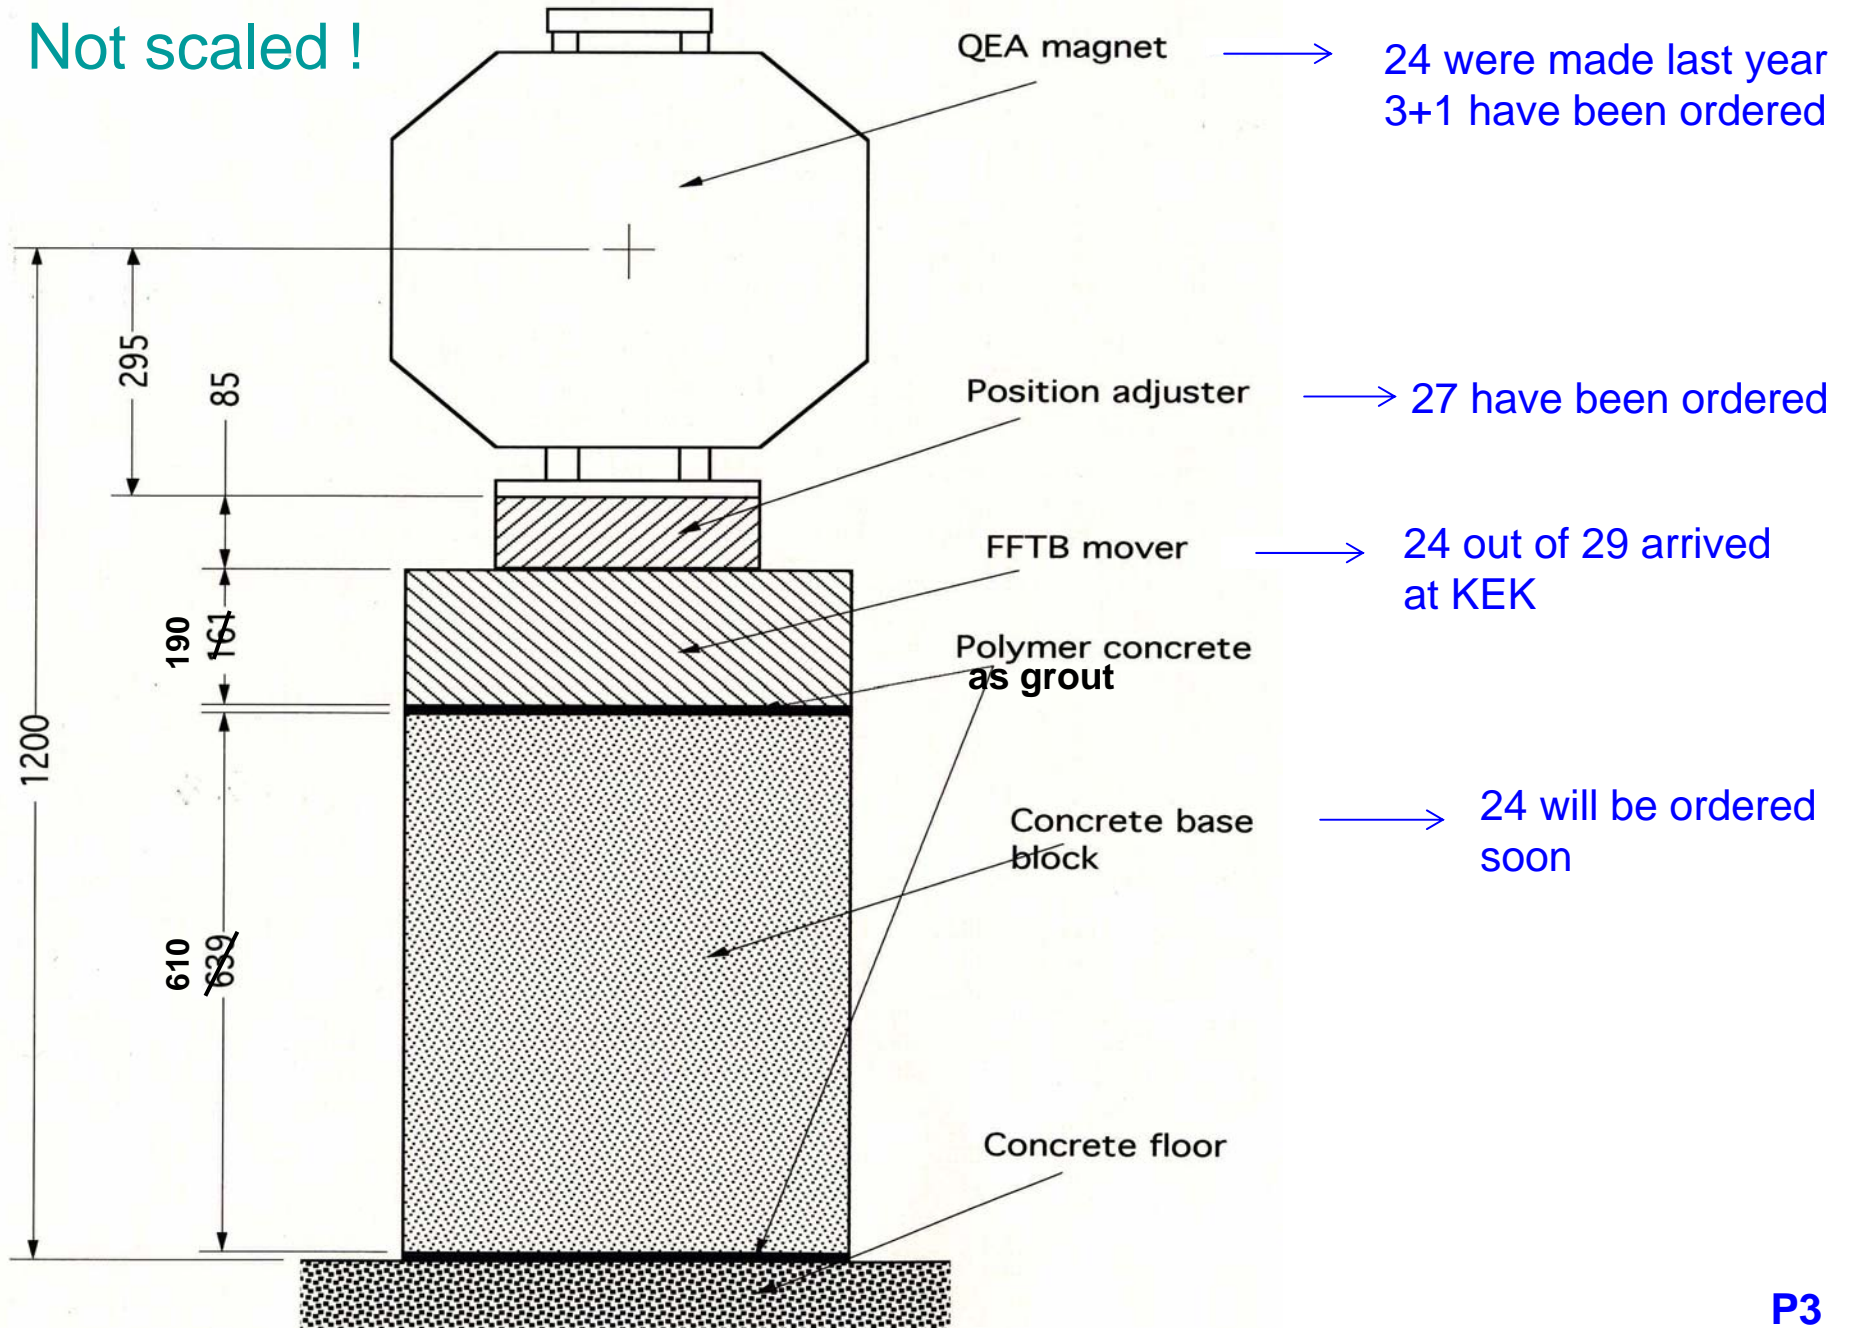 Not scaled !
QEA magnet
24 were made last year
3+1 have been ordered
295
85
Position adjuster
27 have been ordered
FFTB mover
24 out of 29 arrived
at KEK
190
161
Polymer concrete
as grout
1200
Concrete base
block
24 will be ordered
soon
610
639
Concrete floor
P3